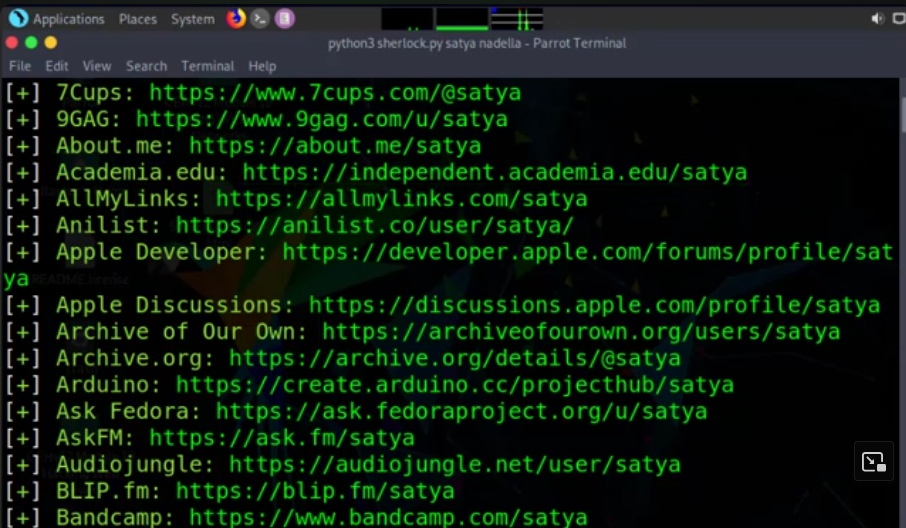 Applications Places System
python3 sherlock.py satya nadella - Parrot Terminal
File Edit View Search Terminal Help
[+] 7Cups: https://www.7cups.com/@satya
[+] 9GAG: https://www.9gag.com/u/satya
[+] About.me: https://about.me/satya
[+] Academia.edu: https://independent.academia.edu/satya
[+] AllMyLinks: https://allmylinks.com/satya
[+] Anilist: https://anilist.co/user/satya/
[+] Apple Developer: https://developer.apple.com/forums/profile/sat
ya
README.license
[+] Apple Discussions: https://discussions.apple.com/profile/satya
[+] Archive of Our Own: https://archiveofourown.org/users/satya
[+] Archive.org: https://archive.org/details/@satya
[+] Arduino: https://create.arduino.cc/projecthub/satya
[+] Ask Fedora: https://ask.fedoraproject.org/u/satya
[+] AskFM: https://ask.fm/satya
[+] Audiojungle: https://audiojungle.net/user/satya
[+] BLIP.fm: https://blip.fm/satya
[+] Bandcamp: https://www.bandcamp.com/satya